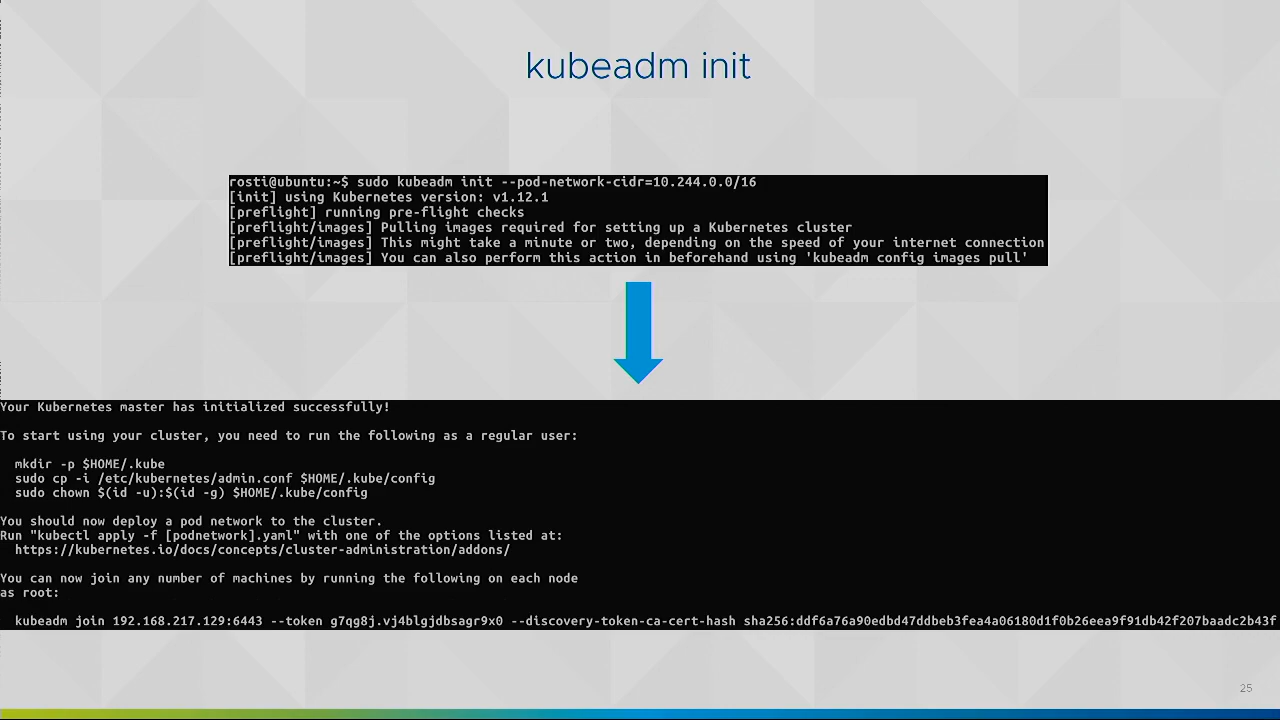 kubeadm init
rosti@ubuntu:~$ sudo kubeadm init --pod-network-cidr=10.244.0.0/16
[init] using Kubernetes version: v1.12.1
[preflight] running pre-flight checks
[preflight/images] Pulling images required for setting up a Kubernetes cluster
[preflight/images] This might take a minute or two, depending on the speed of your internet connection
[preflight/images] You can also perform this action in beforehand using 'kubeadm config images pull'
Your Kubernetes master has initialized successfully!
To start using your cluster, you need to run the following as a regular user:
mkdir -p $HOME/.kube
sudo cp -i /etc/kubernetes/admin.conf $HOME/.kube/config
sudo chown $(id -u):$(id -g) $HOME/.kube/config
You should now deploy a pod network to the cluster.
Run "kubectl apply -f [podnetwork].yaml" with one of the options listed at:
https://kubernetes.io/docs/concepts/cluster-administration/addons/
You can now join any number of machines by running the following on each node
as root:
kubeadm join 192.168.217.129:6443 --token g7qg8j.vj4blgjdbsagr9x0 --discovery-token-ca-cert-hash sha256:ddf6a76a90edbd47ddbeb3fea4a06180d1f0b26eea9f91db42f207baadc2b43f
25